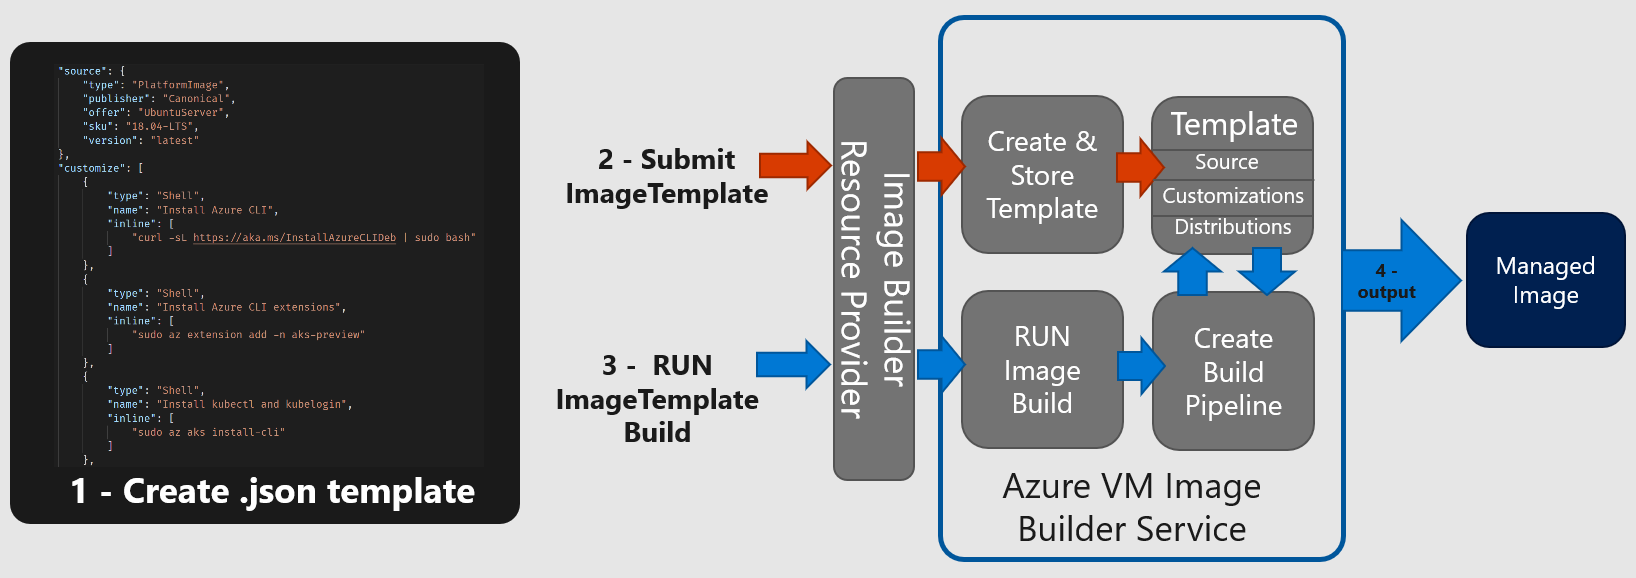 "source": {
"type": "PlatformImage",
"publisher": "Canonical",
"offer": "UbuntuServer",
"sku": "18.04-LTS",
"version": "latest"
},
"customize": [
{
"type": "Shell",
"name": "Install Azure CLI",
"inline": [
"curl -sL https://aka.ms/InstallAzureCLIDeb | sudo bash"
]
},
{
"type": "Shell",
"name": "Install Azure CLI extensions",
"inline": [
"sudo az extension add -n aks-preview"
]
},
{
"type": "Shell",
"name": "Install kubectl and kubelogin",
"inline": [
"sudo az aks install-cli"
]
},
1 - Create .json template
2 - Submit
ImageTemplate
3 - RUN
ImageTemplate
Build
Image Builder
Resource Provider
Create &
Store
Template
Template
Source
Customizations
Distributions
RUN
Image
Build
Create
Build
Pipeline
Azure VM Image
Builder Service
4 -
output
Managed
Image